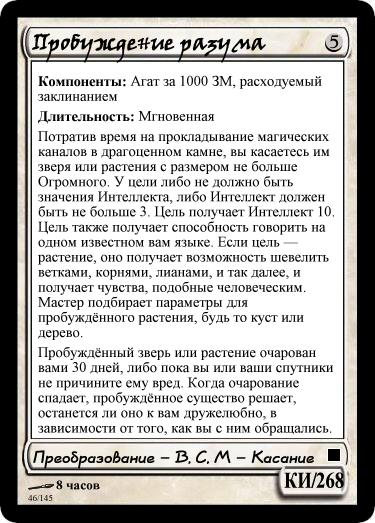 Пробуждение разума 5
Компоненты: Агат за 1000 ЗМ, расходуемый
заклинанием
Длительность: Мгновенная
Потратив время на прокладывание магических
каналов в драгоценном камне, вы касаетесь им
зверя или растения с размером не больше
Огромного. У цели либо не должно быть
значения Интеллекта, либо Интеллект должен
быть не больше 3. Цель получает Интеллект 10.
Цель также получает способность говорить на
одном известном вам языке. Если цель —
растение, оно получает возможность шевелить
ветками, корнями, лианами, и так далее, и
получает чувства, подобные человеческим.
Мастер подбирает параметры для
пробуждённого растения, будь то куст или
дерево.
Пробуждённый зверь или растение очарован
вами 30 дней, либо пока вы или ваши спутники
не причините ему вред. Когда очарование
спадает, пробуждённое существо решает,
останется ли оно к вам дружелюбно, в
зависимости от того, как вы с ним обращались.
Преобразование – В, С, М – Касание
КИ/268
8 часов
46/145